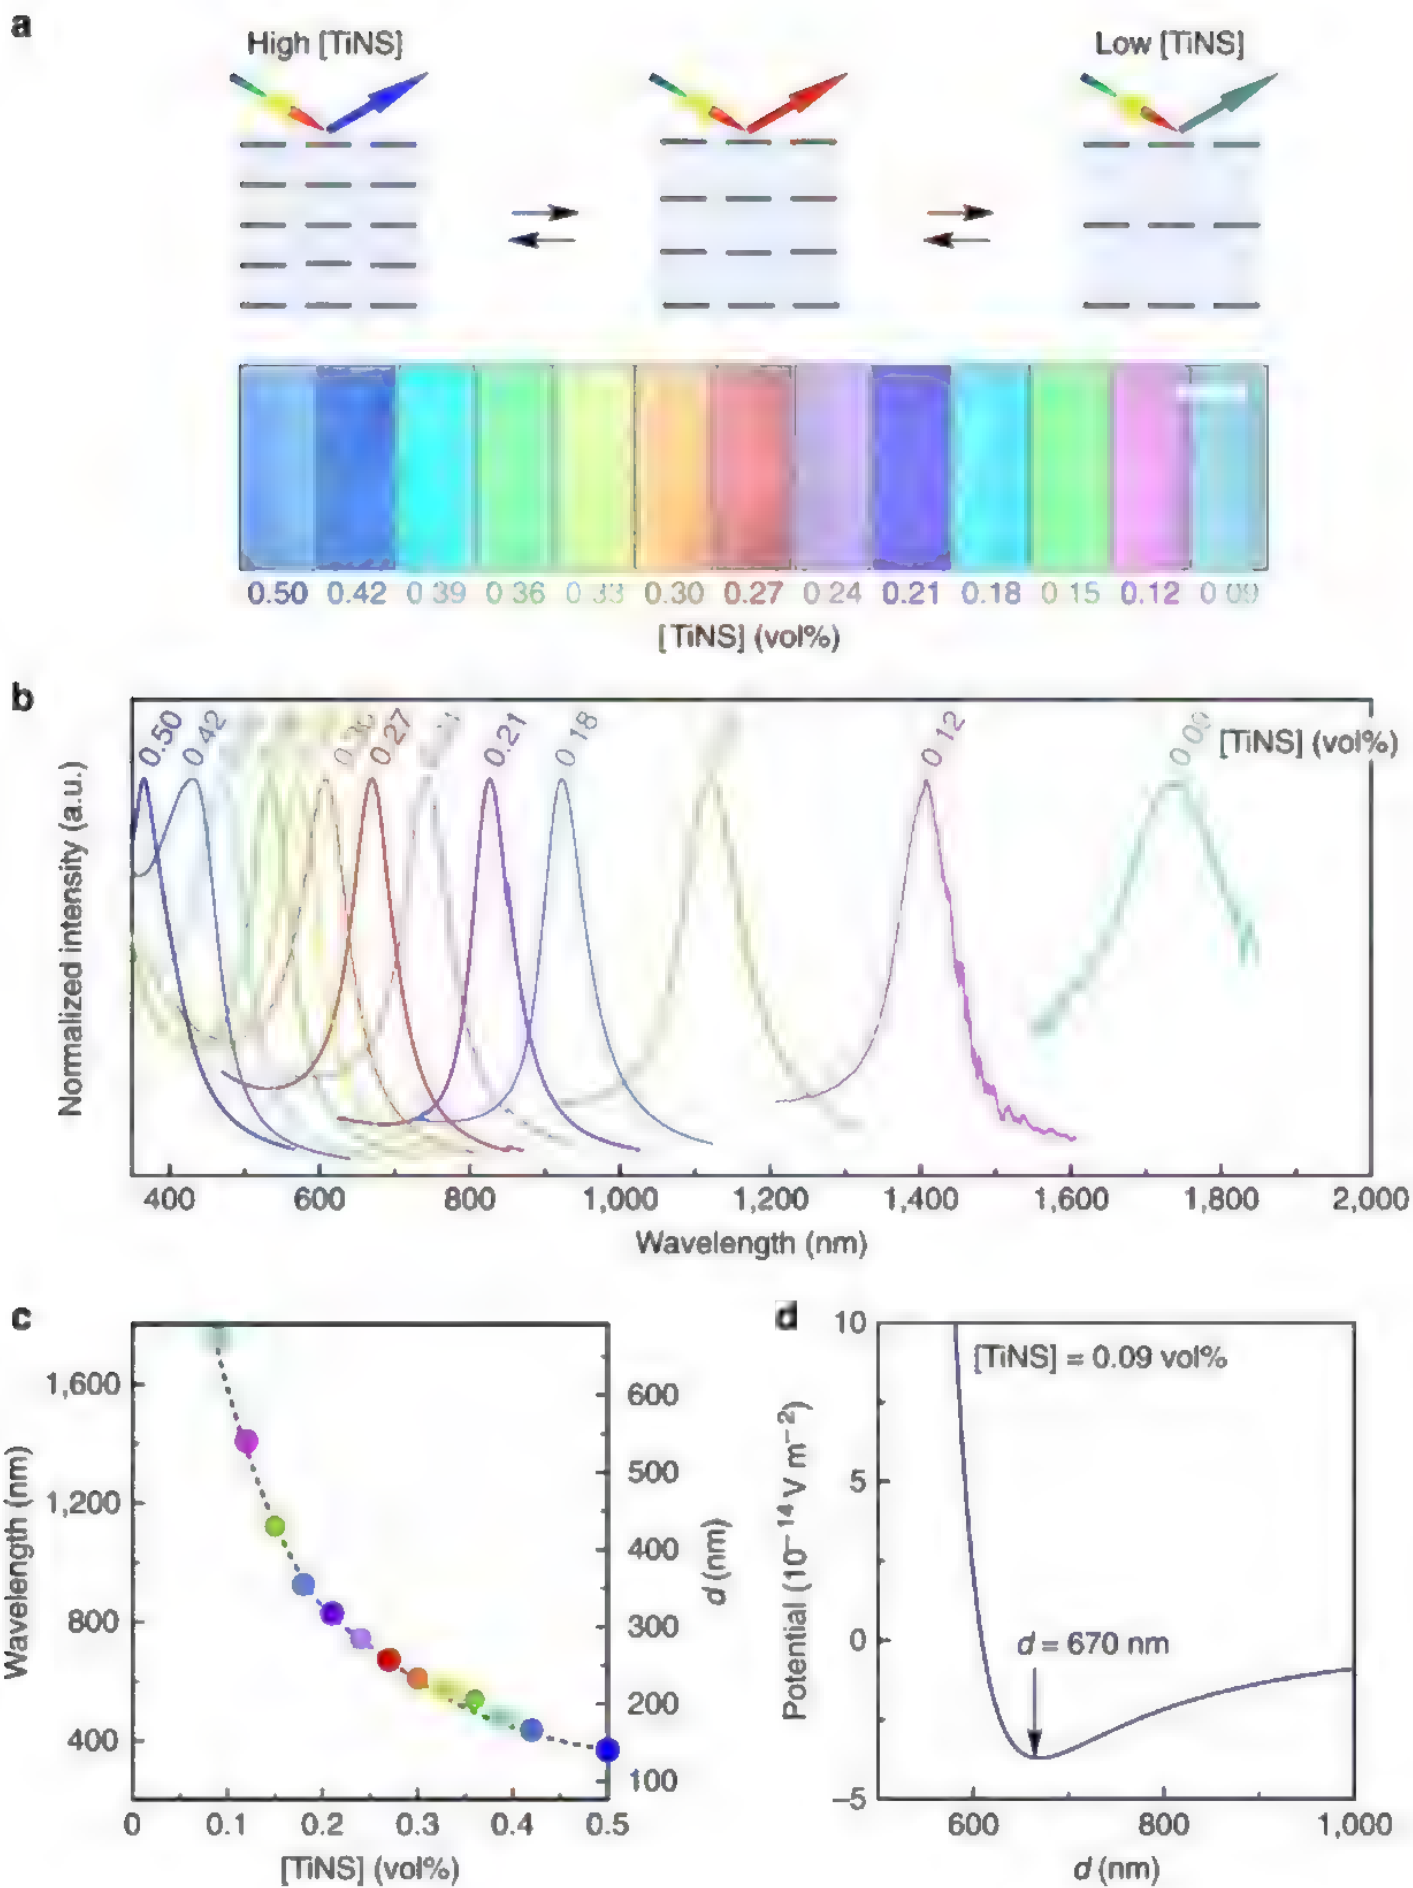 a
High [TiNS]
Low [TiNS]
0.50 0.42 0.39 0.36 0.33 0.30 0.27 0.24 0.21 0.18 0.15 0.12 0.09
[TiNS] (vol%)
b
0.50 0.42 0.27 0.21 0.18 0.12
[TiNS] (vol%)
Normalized intensity (a.u.)
400 600 800 1,000 1,200 1,400 1,600 1,800 2,000
Wavelength (nm)
c
1,600
1,200
800
400
Wavelength (nm)
600
500
400
300
200
100
d (nm)
0 0.1 0.2 0.3 0.4 0.5
[TiNS] (vol%)
d
10
5
0
–5
Potential (10⁻¹⁴ V m⁻²)
[TiNS] = 0.09 vol%
d = 670 nm
600 800 1,000
d (nm)